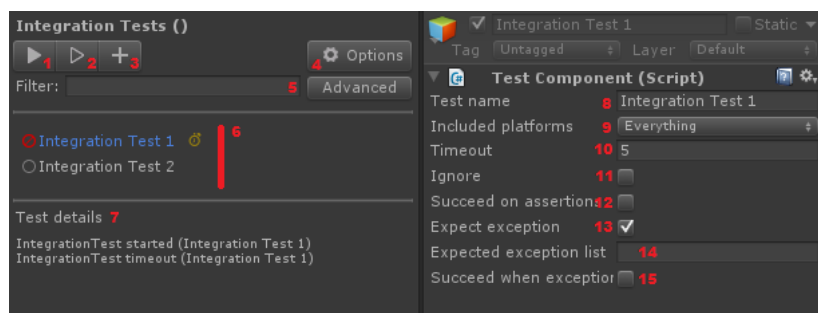 Integration Tests ()
1 2 3 4 Options
Filter: 5 Advanced
Integration Test 1 6
Integration Test 2
Test details 7
IntegrationTest started (Integration Test 1)
IntegrationTest timeout (Integration Test 1)
Integration Test 1 Static
Tag Untagged Layer Default
Test Component (Script)
Test name 8 Integration Test 1
Included platforms 9 Everything
Timeout 10 5
Ignore 11
Succeed on assertions 12
Expect exception 13
Expected exception list 14
Succeed when exception 15